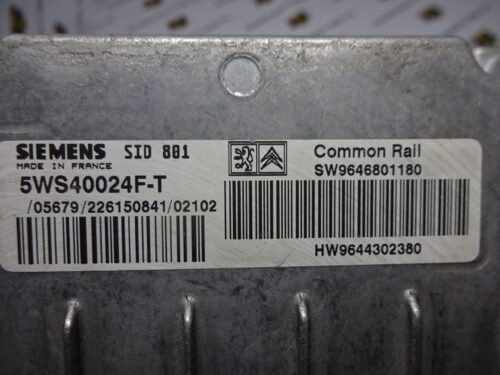 SIEMENS SID 801
MADE IN FRANCE
5WS40024F-T
/05679/226150841/02102
Common Rail
SW9646801180
HW9644302380